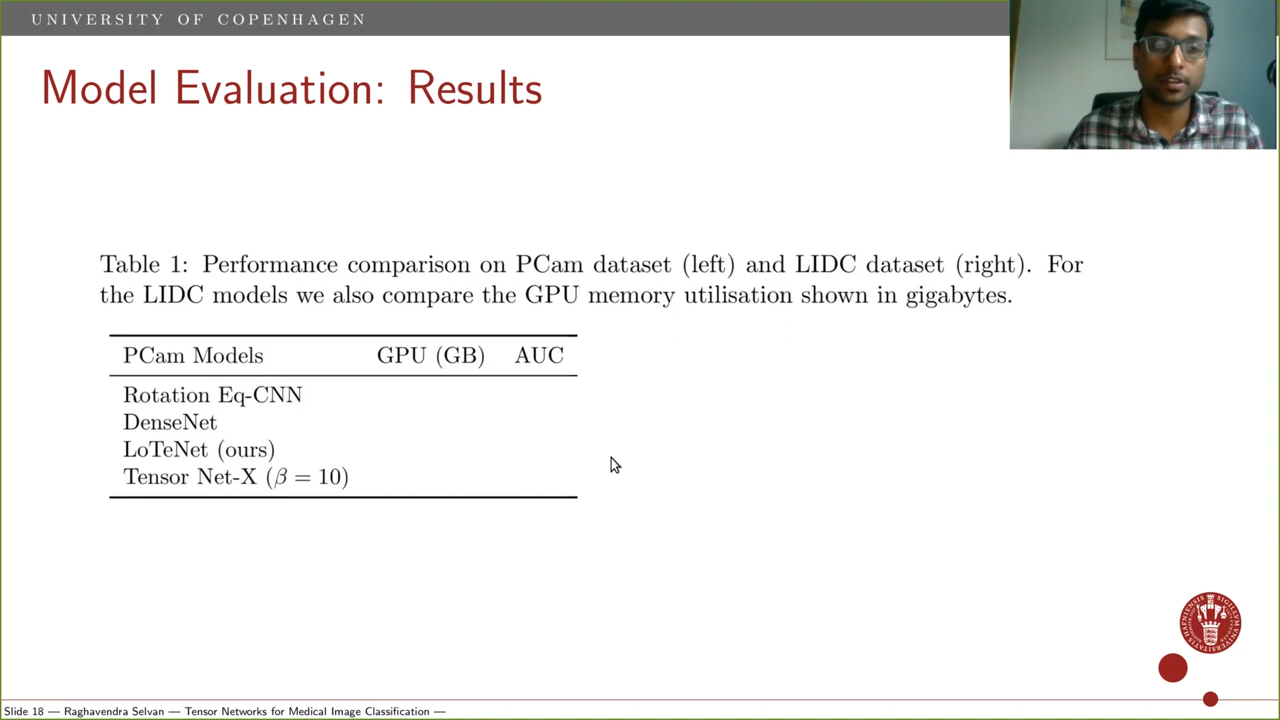 UNIVERSITY OF COPENHAGEN
Model Evaluation: Results
Table 1: Performance comparison on PCam dataset (left) and LIDC dataset (right). For
the LIDC models we also compare the GPU memory utilisation shown in gigabytes.
PCam Models GPU (GB) AUC
Rotation Eq-CNN
DenseNet
LoTeNet (ours)
Tensor Net-X (β = 10)
Slide 18 — Raghavendra Selvan — Tensor Networks for Medical Image Classification —